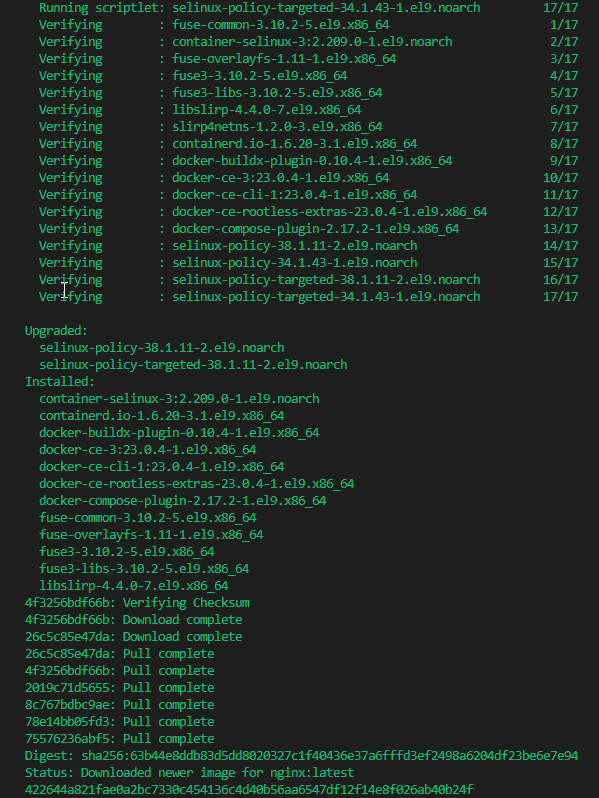 Running scriptlet: selinux-policy-targeted-34.1.43-1.el9.noarch 17/17
Verifying : fuse-common-3.10.2-5.el9.x86_64 1/17
Verifying : container-selinux-3:2.209.0-1.el9.noarch 2/17
Verifying : fuse-overlayfs-1.11-1.el9.x86_64 3/17
Verifying : fuse3-3.10.2-5.el9.x86_64 4/17
Verifying : fuse3-libs-3.10.2-5.el9.x86_64 5/17
Verifying : libslirp-4.4.0-7.el9.x86_64 6/17
Verifying : slirp4netns-1.2.0-3.el9.x86_64 7/17
Verifying : containerd.io-1.6.20-3.1.el9.x86_64 8/17
Verifying : docker-buildx-plugin-0.10.4-1.el9.x86_64 9/17
Verifying : docker-ce-3:23.0.4-1.el9.x86_64 10/17
Verifying : docker-ce-cli-1:23.0.4-1.el9.x86_64 11/17
Verifying : docker-ce-rootless-extras-23.0.4-1.el9.x86_64 12/17
Verifying : docker-compose-plugin-2.17.2-1.el9.x86_64 13/17
Verifying : selinux-policy-38.1.11-2.el9.noarch 14/17
Verifying : selinux-policy-34.1.43-1.el9.noarch 15/17
Verifying : selinux-policy-targeted-38.1.11-2.el9.noarch 16/17
Verifying : selinux-policy-targeted-34.1.43-1.el9.noarch 17/17
Upgraded:
selinux-policy-38.1.11-2.el9.noarch
selinux-policy-targeted-38.1.11-2.el9.noarch
Installed:
container-selinux-3:2.209.0-1.el9.noarch
containerd.io-1.6.20-3.1.el9.x86_64
docker-buildx-plugin-0.10.4-1.el9.x86_64
docker-ce-3:23.0.4-1.el9.x86_64
docker-ce-cli-1:23.0.4-1.el9.x86_64
docker-ce-rootless-extras-23.0.4-1.el9.x86_64
docker-compose-plugin-2.17.2-1.el9.x86_64
fuse-common-3.10.2-5.el9.x86_64
fuse-overlayfs-1.11-1.el9.x86_64
fuse3-3.10.2-5.el9.x86_64
fuse3-libs-3.10.2-5.el9.x86_64
libslirp-4.4.0-7.el9.x86_64
4f3256bdf66b: Verifying Checksum
4f3256bdf66b: Download complete
26c5c85e47da: Download complete
26c5c85e47da: Pull complete
4f3256bdf66b: Pull complete
2019c71d5655: Pull complete
8c767bdbc9ae: Pull complete
78e14bb05fd3: Pull complete
75576236abf5: Pull complete
Digest: sha256:63b44e8ddb83d5dd8020327c1f40436e37a6fffd3ef2498a6204df23be6e7e94
Status: Downloaded newer image for nginx:latest
422644a821fae0a2bc7330c454136c4d40b56aa6547df12f14e8f026ab40b24f